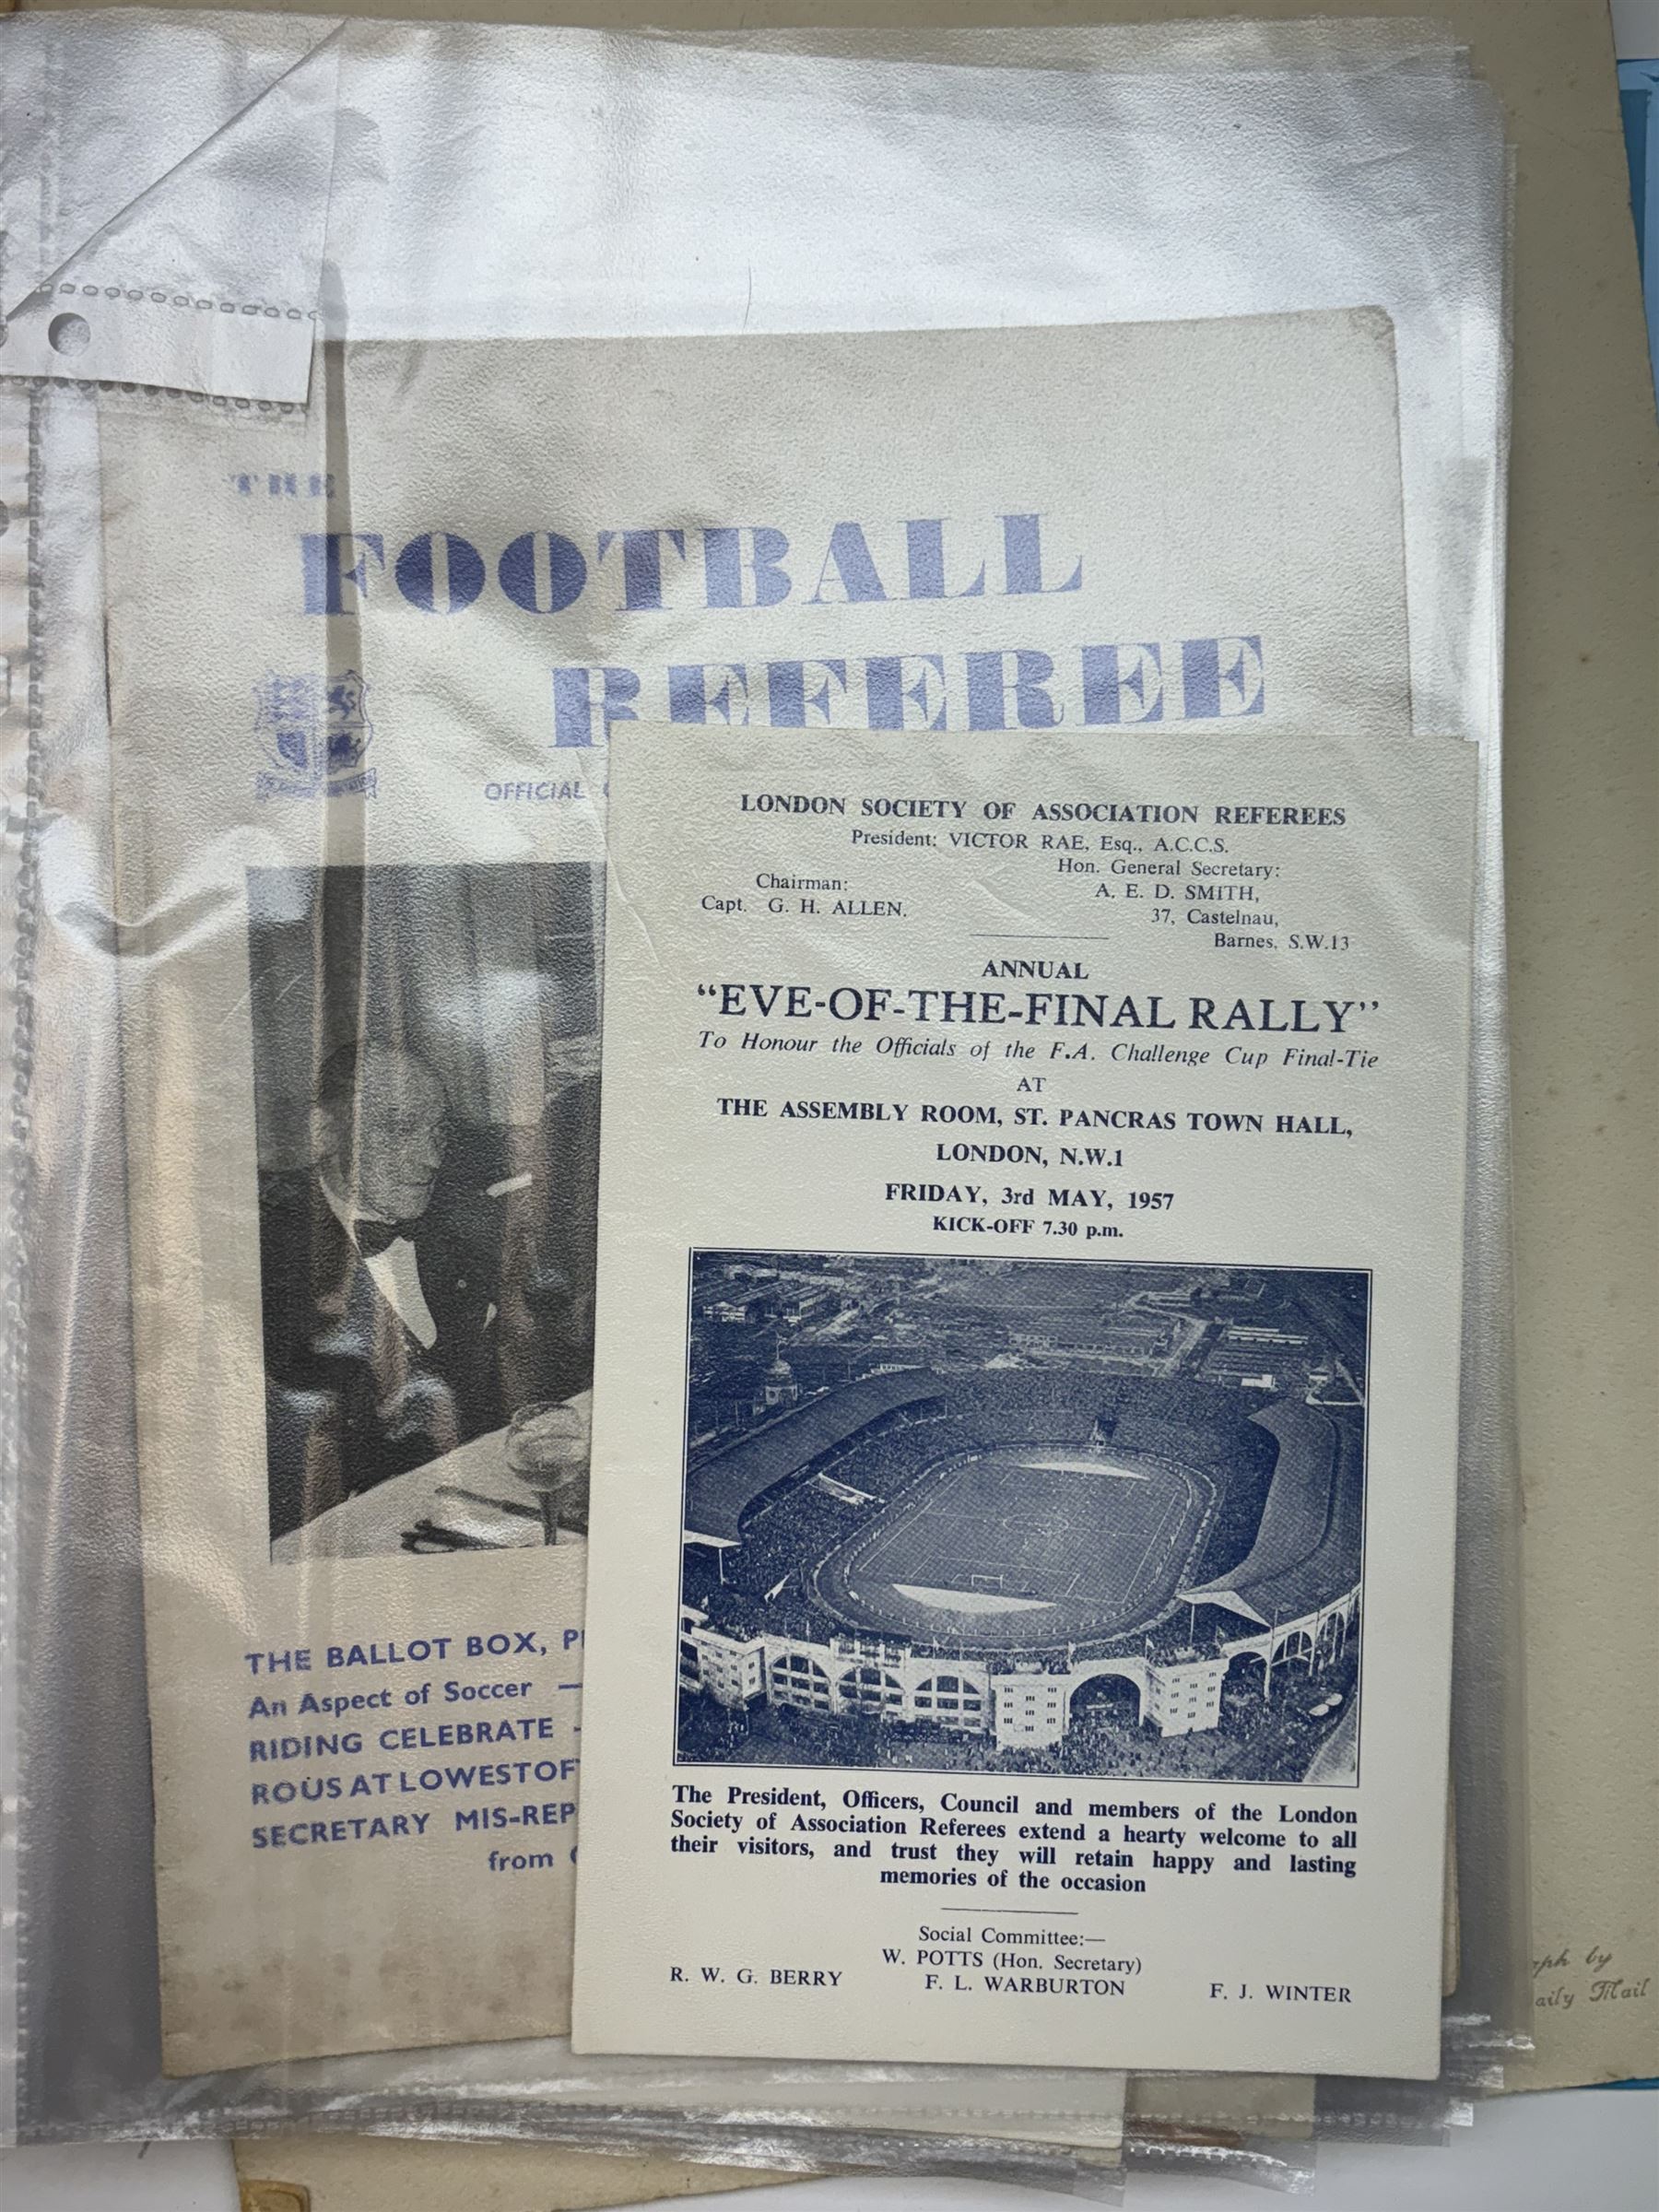 THE
FOOTBALL
REFEREE
OFFICIAL
LONDON SOCIETY OF ASSOCIATION REFEREES
President: VICTOR RAE, Esq., A.C.C.S.
Hon. General Secretary:
Chairman:
A. E. D. SMITH,
Capt. G. H. ALLEN.
37, Castelnau,
Barnes, S.W.13
ANNUAL
"EVE-OF-THE-FINAL RALLY"
To Honour the Officials of the F.A. Challenge Cup Final-Tie
AT
THE ASSEMBLY ROOM, ST. PANCRAS TOWN HALL,
LONDON, N.W.1
FRIDAY, 3rd MAY, 1957
KICK-OFF 7.30 p.m.
The President, Officers, Council and members of the London
Society of Association Referees extend a hearty welcome to all
their visitors, and trust they will retain happy and lasting
memories of the occasion
Social Committee:—
W. POTTS (Hon. Secretary)
R. W. G. BERRY F. L. WARBURTON F. J. WINTER
THE BALLOT BOX,
An Aspect of Soccer —
RIDING CELEBRATE -
ROUS AT LOWESTOF
SECRETARY MIS-REP
from
by
aily Mail